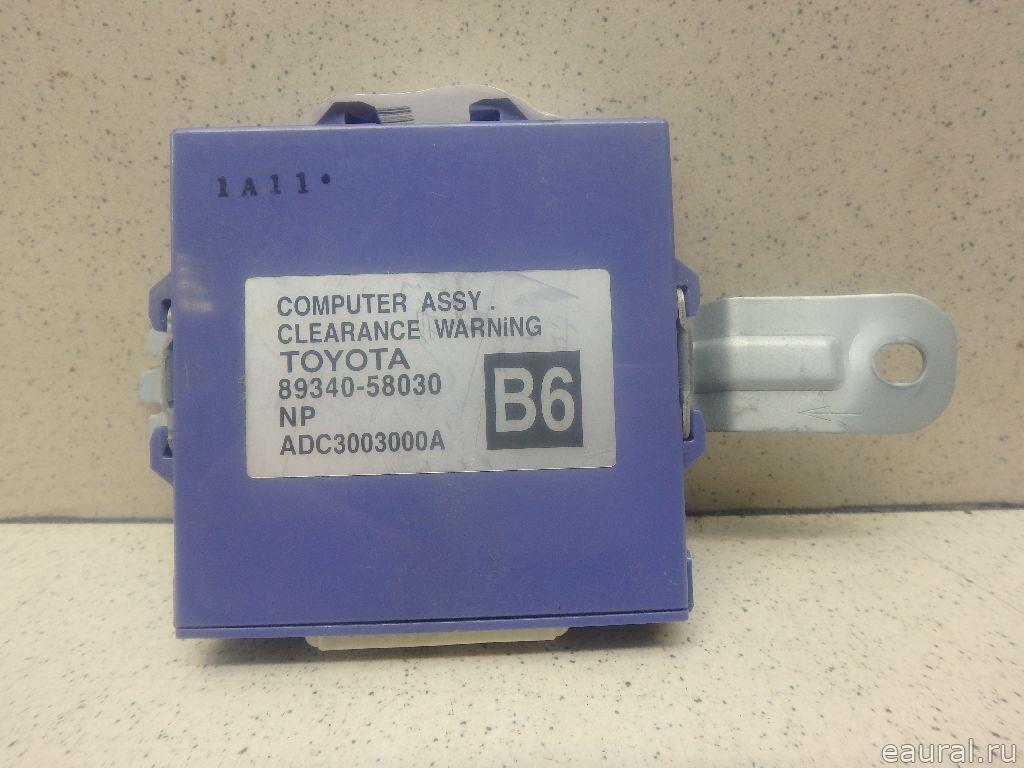 1A11•
COMPUTER ASSY.
CLEARANCE WARNiNG
TOYOTA
89340-58030
NP
ADC3003000A
B6
eaural.ru